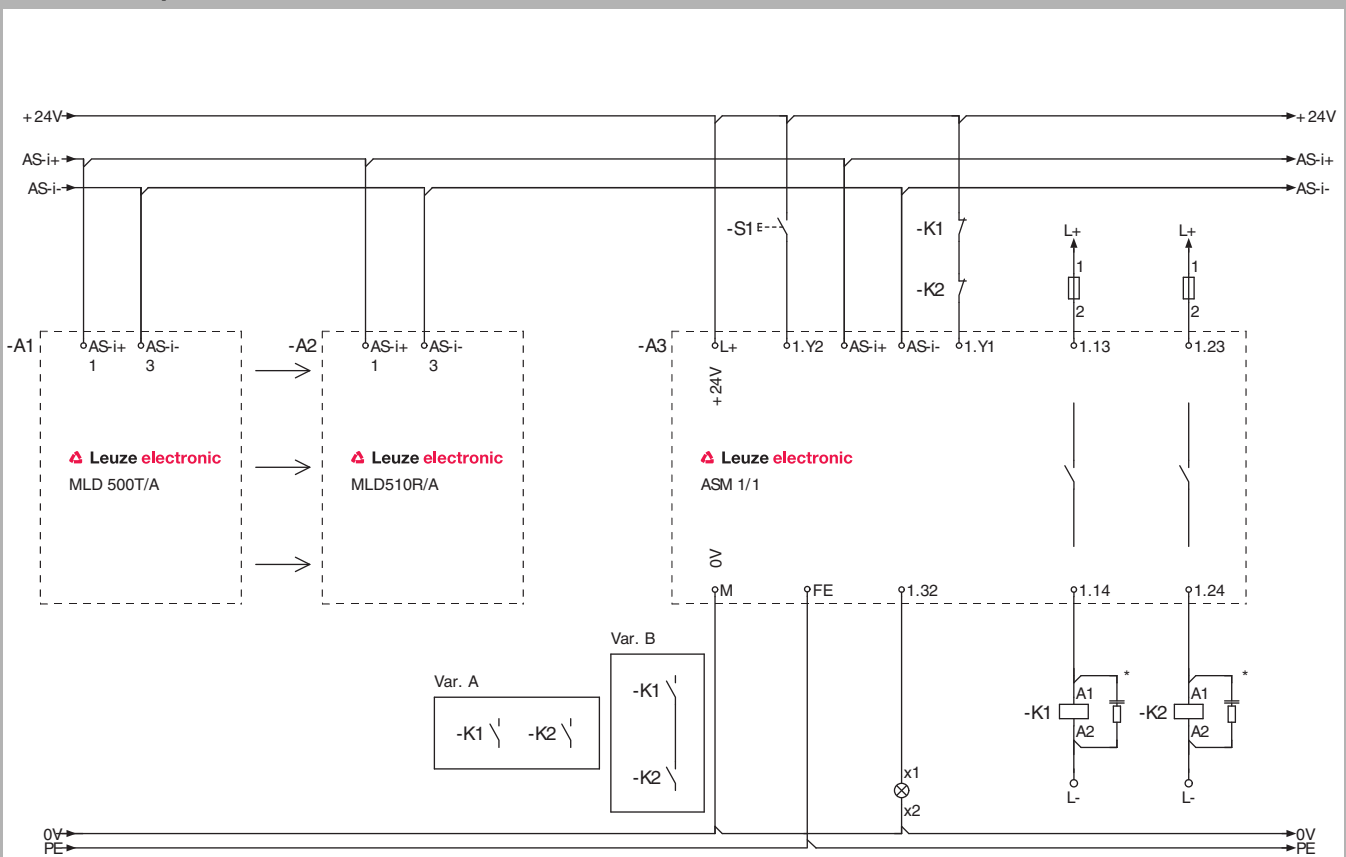 +24V +24V
AS-i+ AS-i+
AS-i- AS-i-
-S1 -K1 L+ L+
1 1
-K2
2 2
-A1 AS-i+ AS-i- -A2 AS-i+ AS-i- -A3 L+ 1.Y2 AS-i+ AS-i- 1.Y1 1.13 1.23
1 3 1 3
+24V
Leuze electronic Leuze electronic Leuze electronic
MLD 500T/A MLD510R/A ASM 1/1
0V
M FE 1.32 1.14 1.24
Var. B
Var. A
* *
-K1 A1 A1
-K1 -K2
-K1 -K2
A2 A2
-K2
x1
L- L-
x2
0V 0V
PE PE